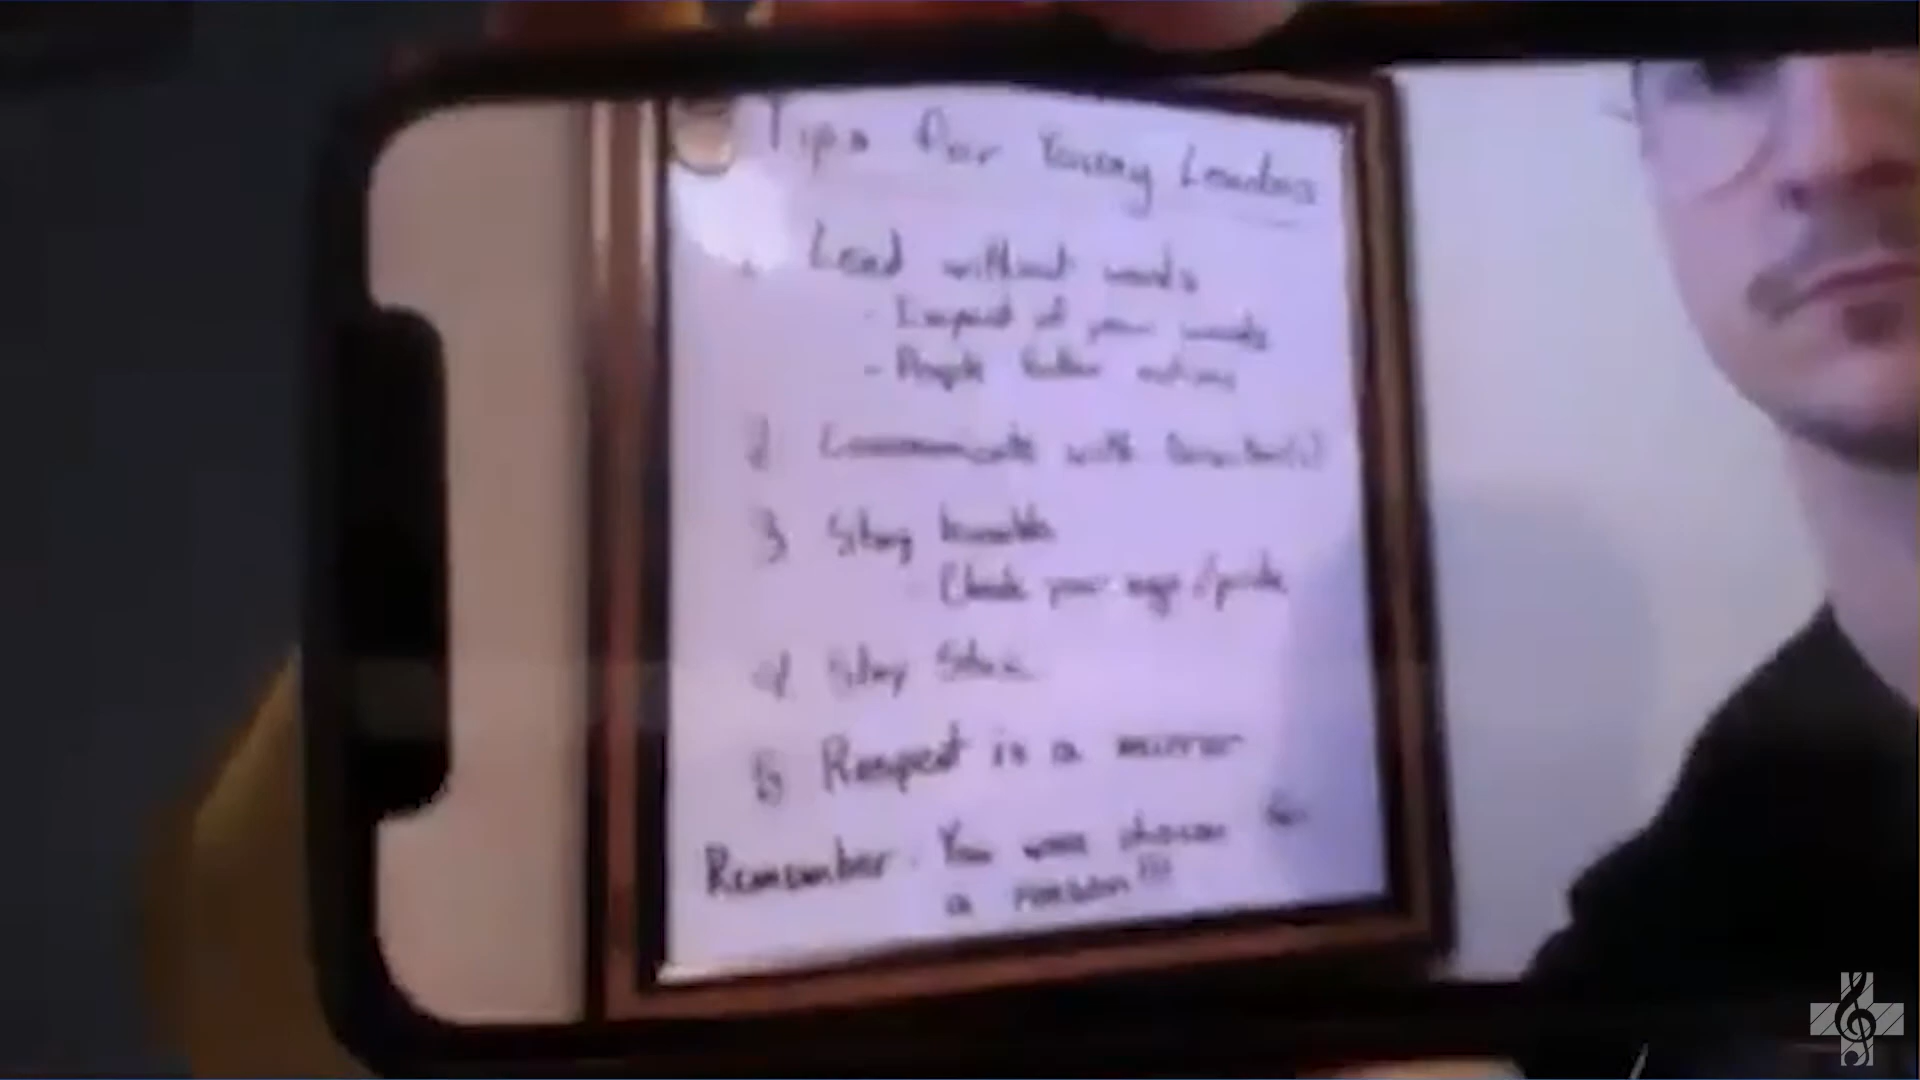 Tips for Young Leaders
Lead without words
- Impact of your words
- People follow actions
2 Communicate with Director(s)
3 Stay humble
- Check your ego/pride
4 Stay
5 Respect is a mirror
Remember: You were chosen for
a reason!!!